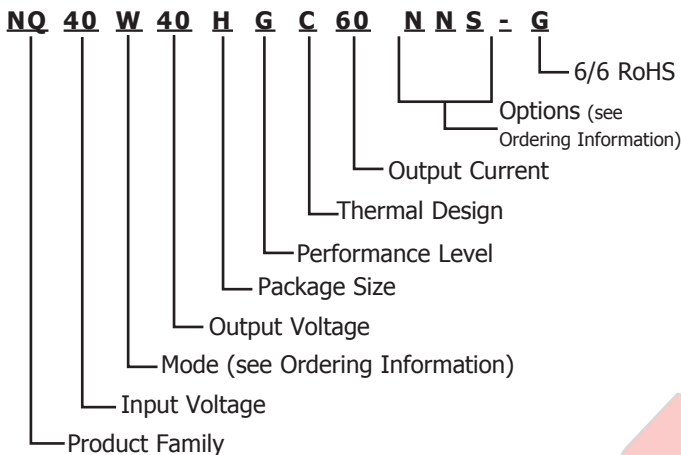 NQ 40 W 40 H G C 60 N N S - G
6/6 RoHS
Options (see
Ordering Information)
Output Current
Thermal Design
Performance Level
Package Size
Output Voltage
Mode (see Ordering Information)
Input Voltage
Product Family